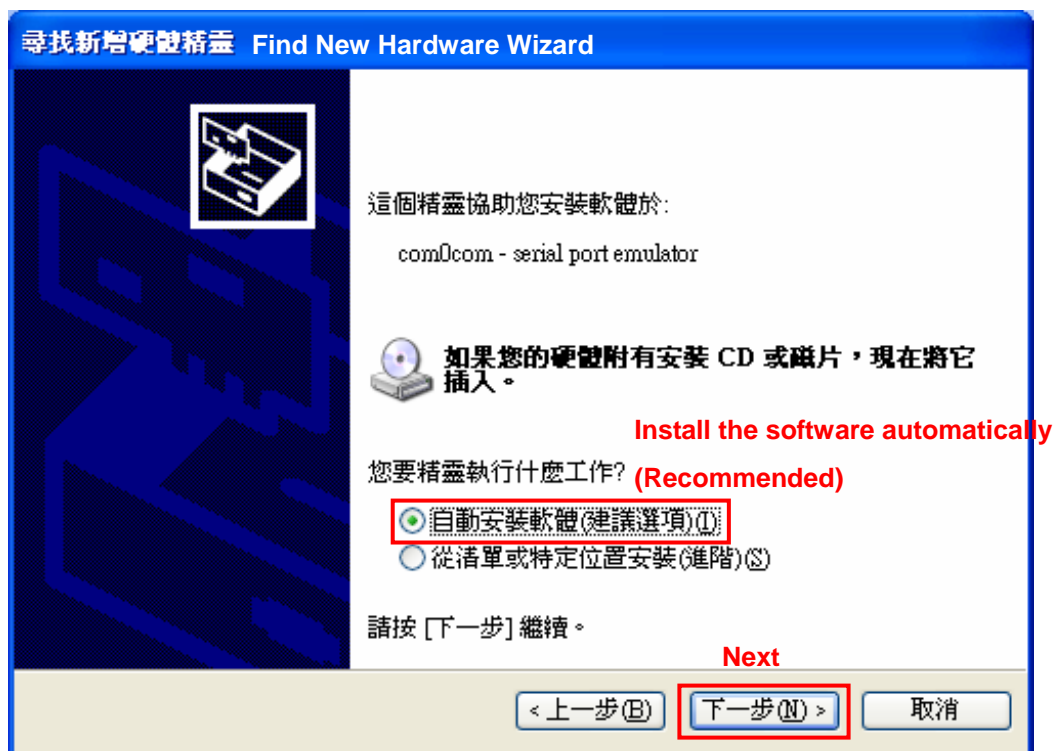 尋找新增硬體精靈 Find New Hardware Wizard
這個精靈協助您安裝軟體於:
com0com - serial port emulator
如果您的硬體附有安裝 CD 或磁片，現在將它
插入。
Install the software automatically
(Recommended)
您要精靈執行什麼工作?
自動安裝軟體(建議選項)(I)
從清單或特定位置安裝(進階)(S)
請按 [下一步] 繼續。
Next
< 上一步(B) 下一步(N) > 取消